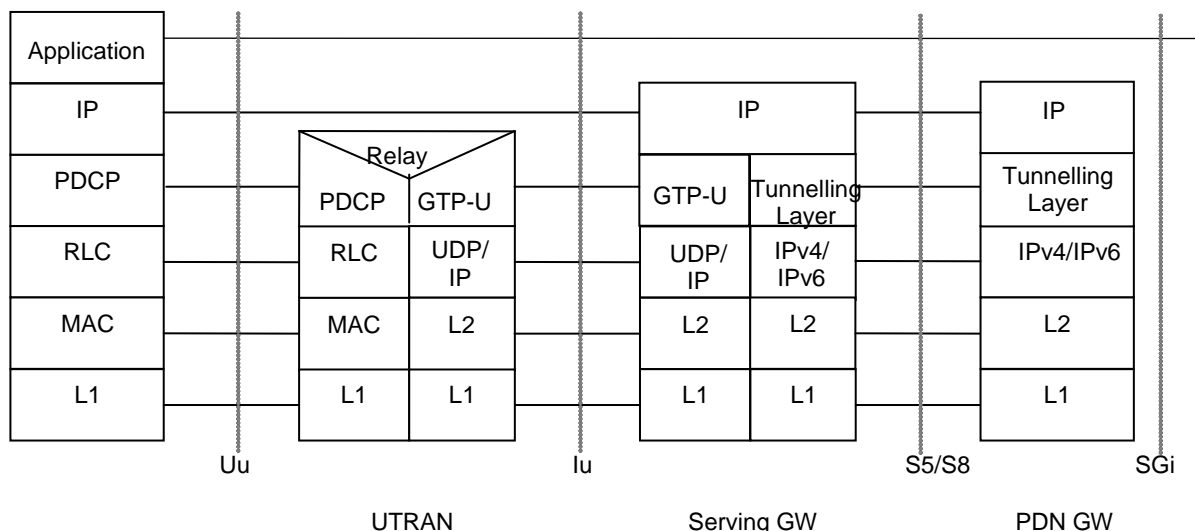 Application
IP
IP
IP
Relay
PDCP
PDCP
GTP-U
GTP-U
Tunnelling
Layer
Tunnelling
Layer
RLC
RLC
UDP/
IP
UDP/
IP
IPv4/
IPv6
IPv4/IPv6
MAC
MAC
L2
L2
L2
L2
L1
L1
L1
L1
L1
L1
Uu
Iu
S5/S8
SGi
UTRAN
Serving GW
PDN GW